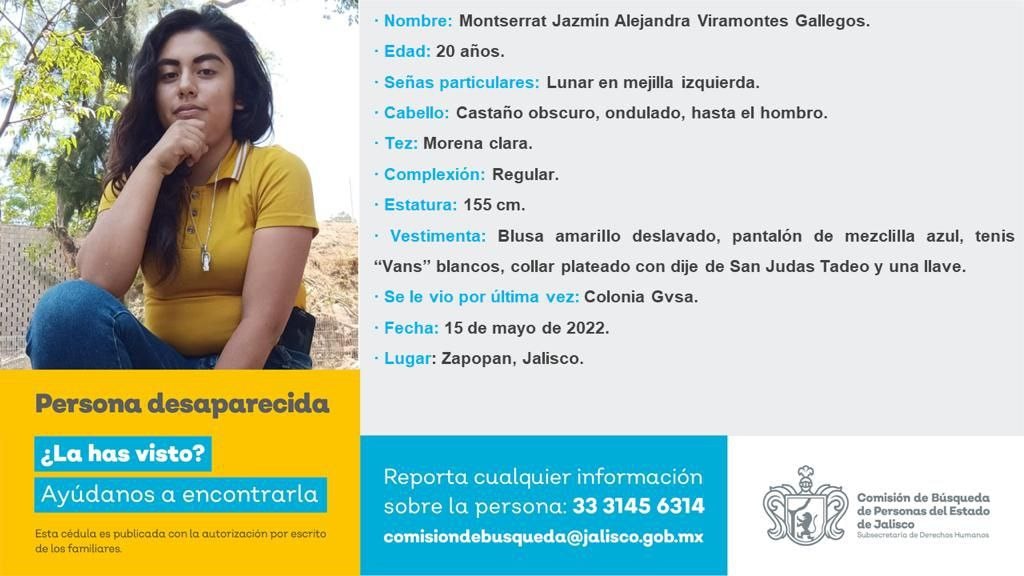 · Nombre: Montserrat Jazmín Alejandra Viramontes Gallegos.
· Edad: 20 años.
· Señas particulares: Lunar en mejilla izquierda.
· Cabello: Castaño obscuro, ondulado, hasta el hombro.
· Tez: Morena clara.
· Complexión: Regular.
· Estatura: 155 cm.
· Vestimenta: Blusa amarillo deslavado, pantalón de mezclilla azul, tenis
“Vans” blancos, collar plateado con dije de San Judas Tadeo y una llave.
· Se le vio por última vez: Colonia Gvsa.
· Fecha: 15 de mayo de 2022.
· Lugar: Zapopan, Jalisco.
Persona desaparecida
¿La has visto?
Ayúdanos a encontrarla
Esta cédula es publicada con la autorización por escrito
de los familiares.
Reporta cualquier información
sobre la persona: 33 3145 6314
comisiondebusqueda@jalisco.gob.mx
Comisión de Búsqueda
de Personas del Estado
de Jalisco
Subsecretaría de Derechos Humanos